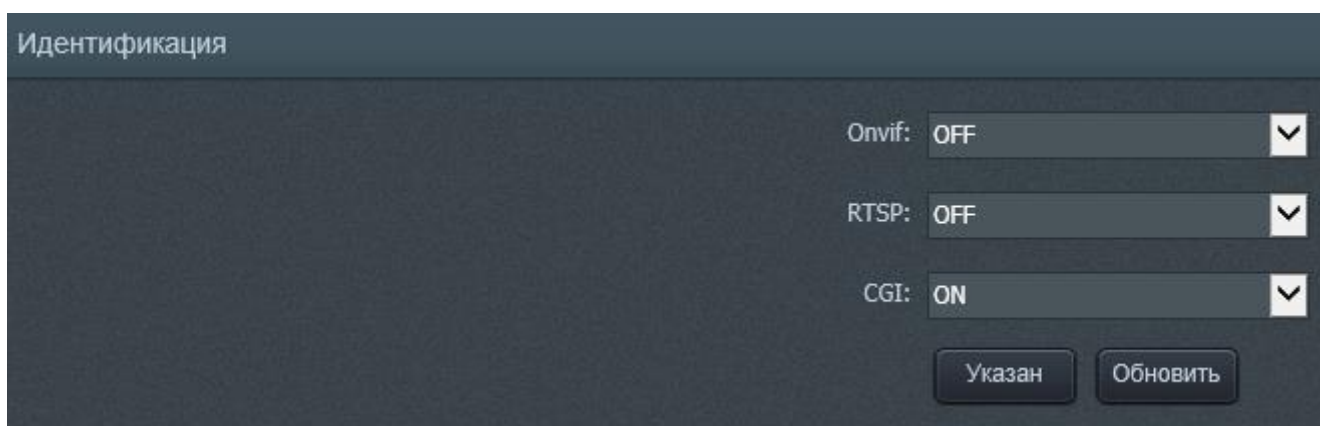 Идентификация
Onvif: OFF
RTSP: OFF
CGI: ON
Указан Обновить